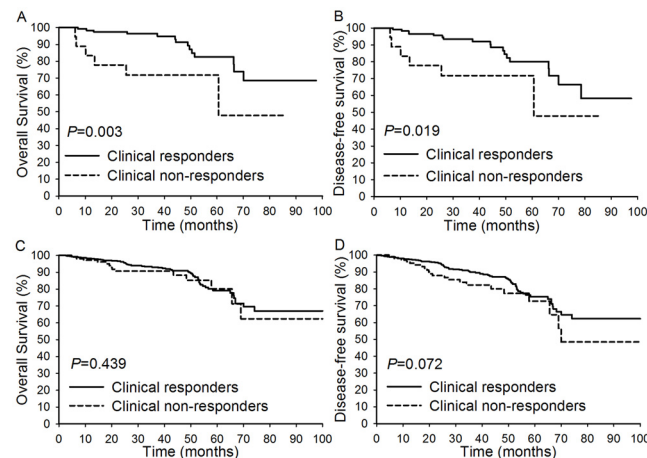 A
Overall Survival (%)
100
90
80
70
60
50
40
30
20
10
0
P=0.003
Clinical responders
Clinical non-responders
0 10 20 30 40 50 60 70 80 90 100
Time (months)
B
Disease-free survival (%)
100
90
80
70
60
50
40
30
20
10
0
P=0.019
Clinical responders
Clinical non-responders
0 10 20 30 40 50 60 70 80 90 100
Time (months)
C
Overall Survival (%)
100
90
80
70
60
50
40
30
20
10
0
P=0.439
Clinical responders
Clinical non-responders
0 10 20 30 40 50 60 70 80 90 100
Time (months)
D
Disease-free survival (%)
100
90
80
70
60
50
40
30
20
10
0
P=0.072
Clinical responders
Clinical non-responders
0 10 20 30 40 50 60 70 80 90 100
Time (months)